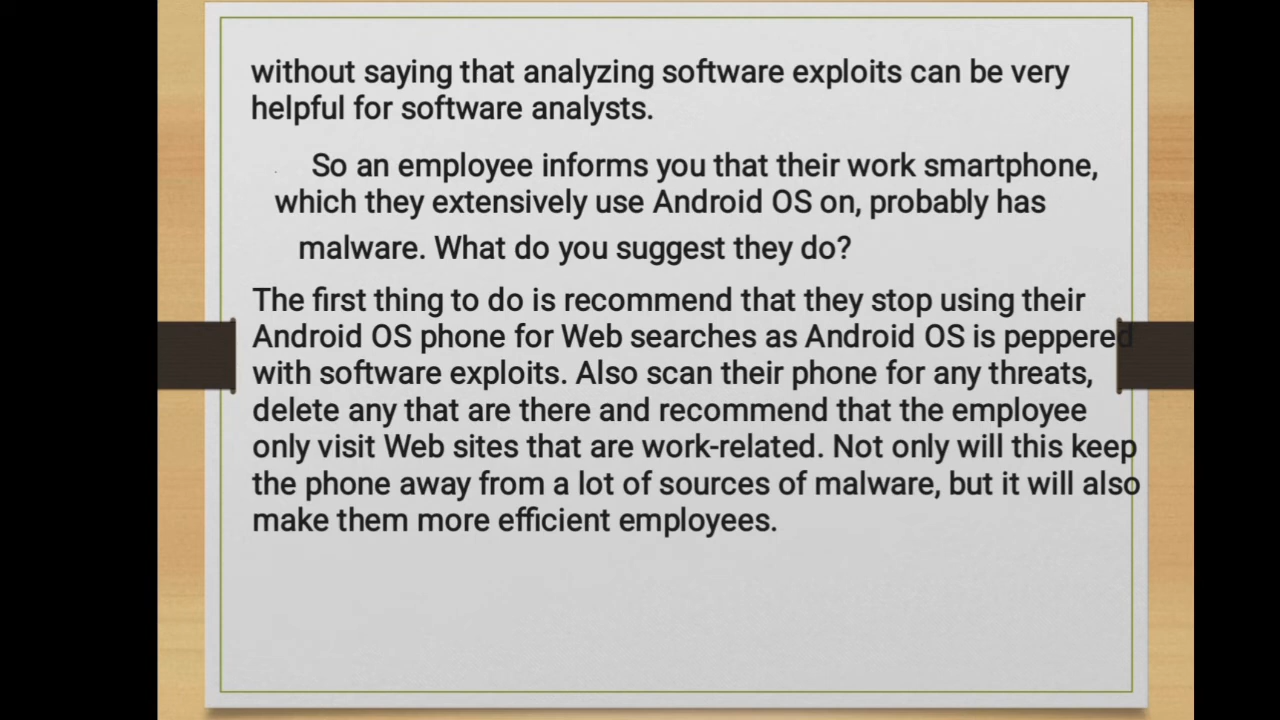 without saying that analyzing software exploits can be very
helpful for software analysts.
So an employee informs you that their work smartphone,
which they extensively use Android OS on, probably has
malware. What do you suggest they do?
The first thing to do is recommend that they stop using their
Android OS phone for Web searches as Android OS is peppered
with software exploits. Also scan their phone for any threats,
delete any that are there and recommend that the employee
only visit Web sites that are work-related. Not only will this keep
the phone away from a lot of sources of malware, but it will also
make them more efficient employees.